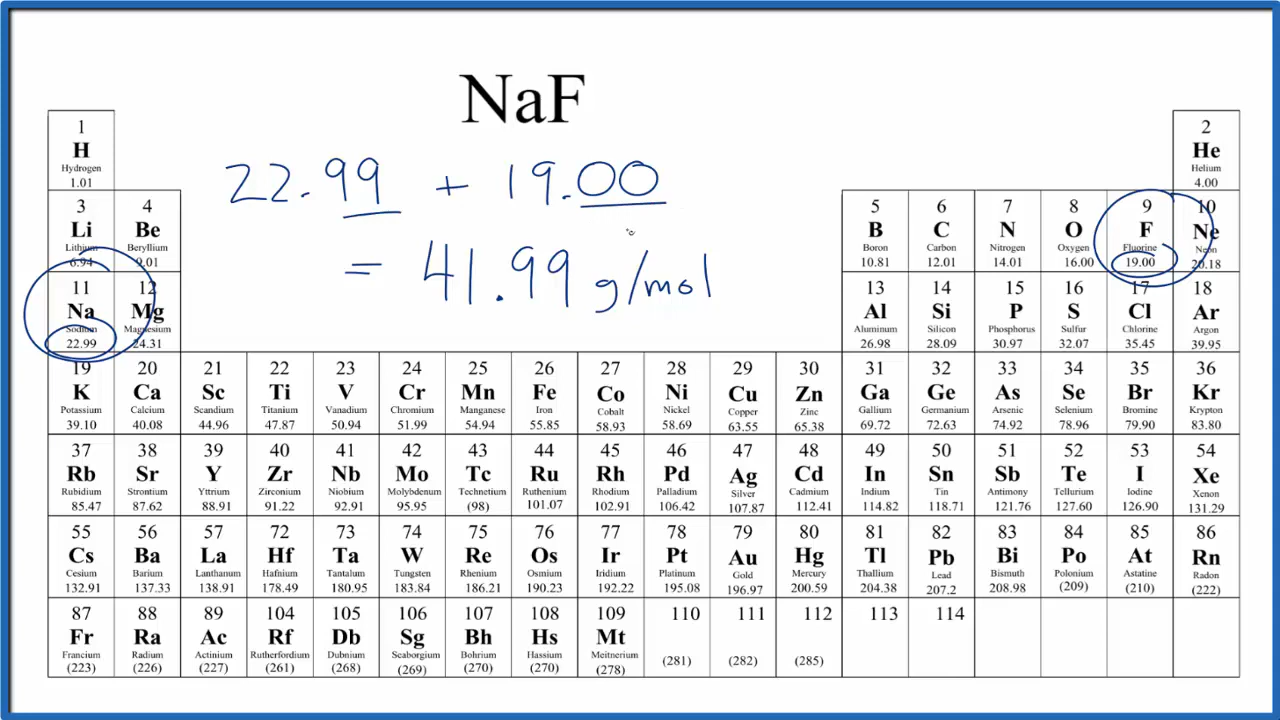 NaF
22.99 + 19.00
= 41.99 g/mol
1 2
H He
Hydrogen Helium
1.01 4.00
3 4 5 6 7 8 9 10
Li Be B C N O F Ne
Lithium Beryllium Boron Carbon Nitrogen Oxygen Fluorine Neon
6.94 9.01 10.81 12.01 14.01 16.00 19.00 20.18
11 12 13 14 15 16 17 18
Na Mg Al Si P S Cl Ar
Sodium Magnesium Aluminum Silicon Phosphorus Sulfur Chlorine Argon
22.99 24.31 26.98 28.09 30.97 32.07 35.45 39.95
19 20 21 22 23 24 25 26 27 28 29 30 31 32 33 34 35 36
K Ca Sc Ti V Cr Mn Fe Co Ni Cu Zn Ga Ge As Se Br Kr
Potassium Calcium Scandium Titanium Vanadium Chromium Manganese Iron Cobalt Nickel Copper Zinc Gallium Germanium Arsenic Selenium Bromine Krypton
39.10 40.08 44.96 47.87 50.94 51.99 54.94 55.85 58.93 58.69 63.55 65.38 69.72 72.63 74.92 78.96 79.90 83.80
37 38 39 40 41 42 43 44 45 46 47 48 49 50 51 52 53 54
Rb Sr Y Zr Nb Mo Tc Ru Rh Pd Ag Cd In Sn Sb Te I Xe
Rubidium Strontium Yttrium Zirconium Niobium Molybdenum Technetium Ruthenium Rhodium Palladium Silver Cadmium Indium Tin Antimony Tellurium Iodine Xenon
85.47 87.62 88.91 91.22 92.91 95.95 (98) 101.07 102.91 106.42 107.87 112.41 114.82 118.71 121.76 127.60 126.90 131.29
55 56 57 72 73 74 75 76 77 78 79 80 81 82 83 84 85 86
Cs Ba La Hf Ta W Re Os Ir Pt Au Hg Tl Pb Bi Po At Rn
Cesium Barium Lanthanum Hafnium Tantalum Tungsten Rhenium Osmium Iridium Platinum Gold Mercury Thallium Lead Bismuth Polonium Astatine Radon
132.91 137.33 138.91 178.49 180.95 183.84 186.21 190.23 192.22 195.08 196.97 200.59 204.38 207.2 208.98 (209) (210) (222)
87 88 89 104 105 106 107 108 109 110 111 112 113 114
Fr Ra Ac Rf Db Sg Bh Hs Mt
Francium Radium Actinium Rutherfordium Dubnium Seaborgium Bohrium Hassium Meitnerium
(223) (226) (227) (261) (268) (269) (270) (270) (278) (281) (282) (285)